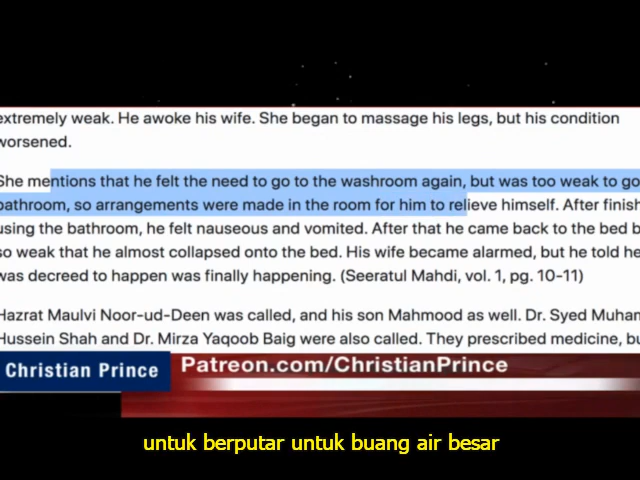 extremely weak. He awoke his wife. She began to massage his legs, but his condition
worsened.
She mentions that he felt the need to go to the washroom again, but was too weak to go
bathroom, so arrangements were made in the room for him to relieve himself. After finish
using the bathroom, he felt nauseous and vomited. After that he came back to the bed b
so weak that he almost collapsed onto the bed. His wife became alarmed, but he told he
was decreed to happen was finally happening. (Seeratul Mahdi, vol. 1, pg. 10-11)
Hazrat Maulvi Noor-ud-Deen was called, and his son Mahmood as well. Dr. Syed Muham
Hussein Shah and Dr. Mirza Yaqoob Baig were also called. They prescribed medicine, bu
Christian Prince
Patreon.com/ChristianPrince
untuk berputar untuk buang air besar